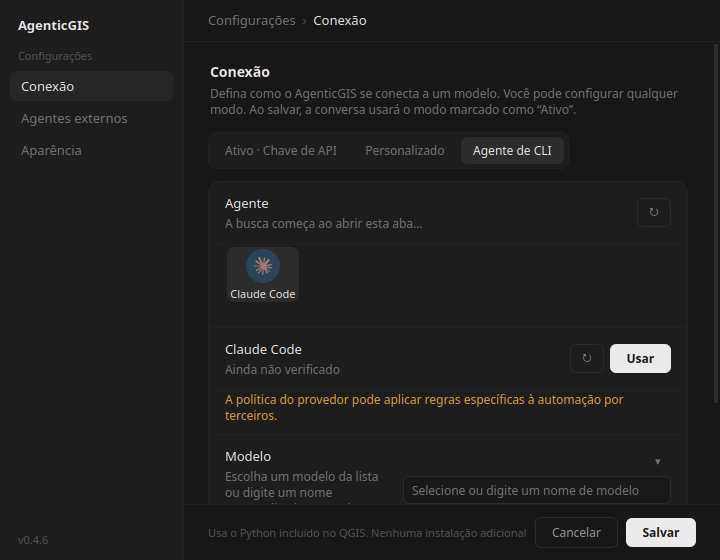 AgenticGIS
Configurações
Conexão
Agentes externos
Aparência
v0.4.6
Configurações › Conexão
Conexão
Defina como o AgenticGIS se conecta a um modelo. Você pode configurar qualquer
modo. Ao salvar, a conversa usará o modo marcado como “Ativo”.
Ativo · Chave de API Personalizado Agente de CLI
Agente
A busca começa ao abrir esta aba...
Claude Code
Claude Code
Ainda não verificado
Usar
A política do provedor pode aplicar regras específicas à automação por
terceiros.
Modelo
Escolha um modelo da lista
ou digite um nome
Selecione ou digite um nome de modelo
Usa o Python incluído no QGIS. Nenhuma instalação adicional
Cancelar
Salvar